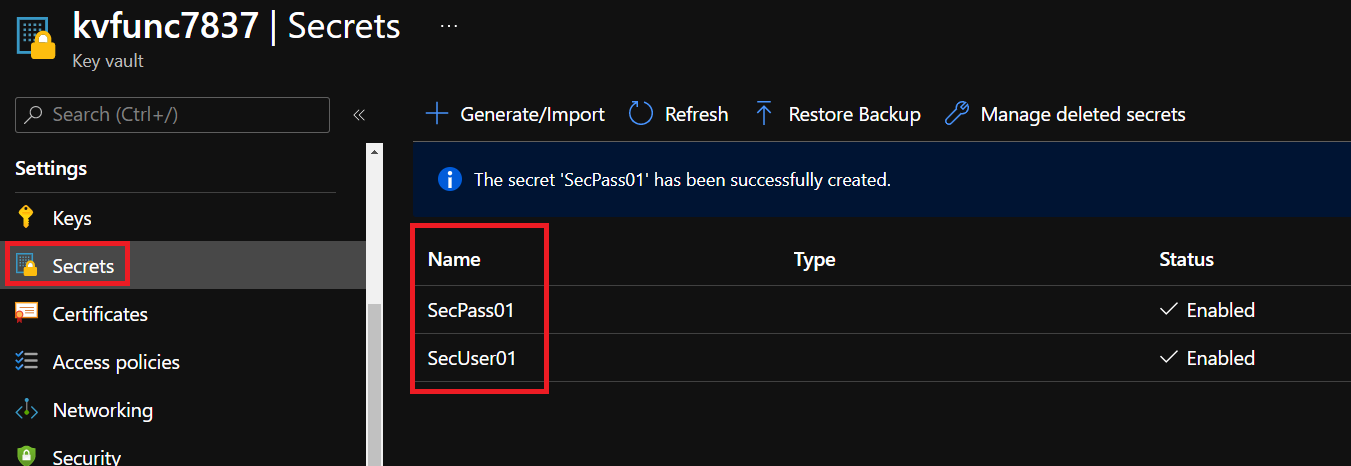 kvfunc7837 | Secrets ...
Key vault
Search (Ctrl+/)
«
Generate/Import Refresh Restore Backup Manage deleted secrets
Settings
Keys
Secrets
Certificates
Access policies
Networking
Security
The secret 'SecPass01' has been successfully created.
Name Type Status
SecPass01 Enabled
SecUser01 Enabled